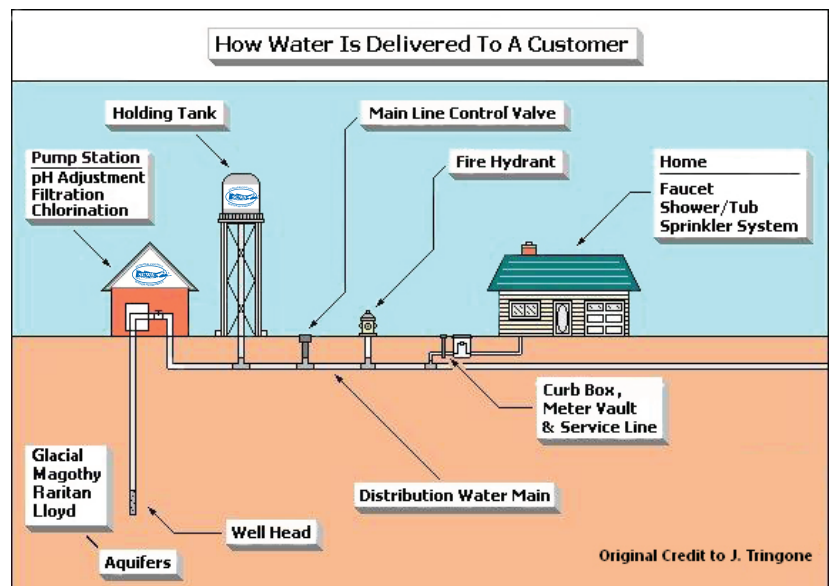 How Water Is Delivered To A Customer
Holding Tank
Main Line Control Valve
Pump Station
pH Adjustment
Filtration
Chlorination
Fire Hydrant
Home
Faucet
Shower/Tub
Sprinkler System
Curb Box,
Meter Vault
& Service Line
Glacial
Magothy
Raritan
Lloyd
Distribution Water Main
Well Head
Aquifers
Original Credit to J. Tringone